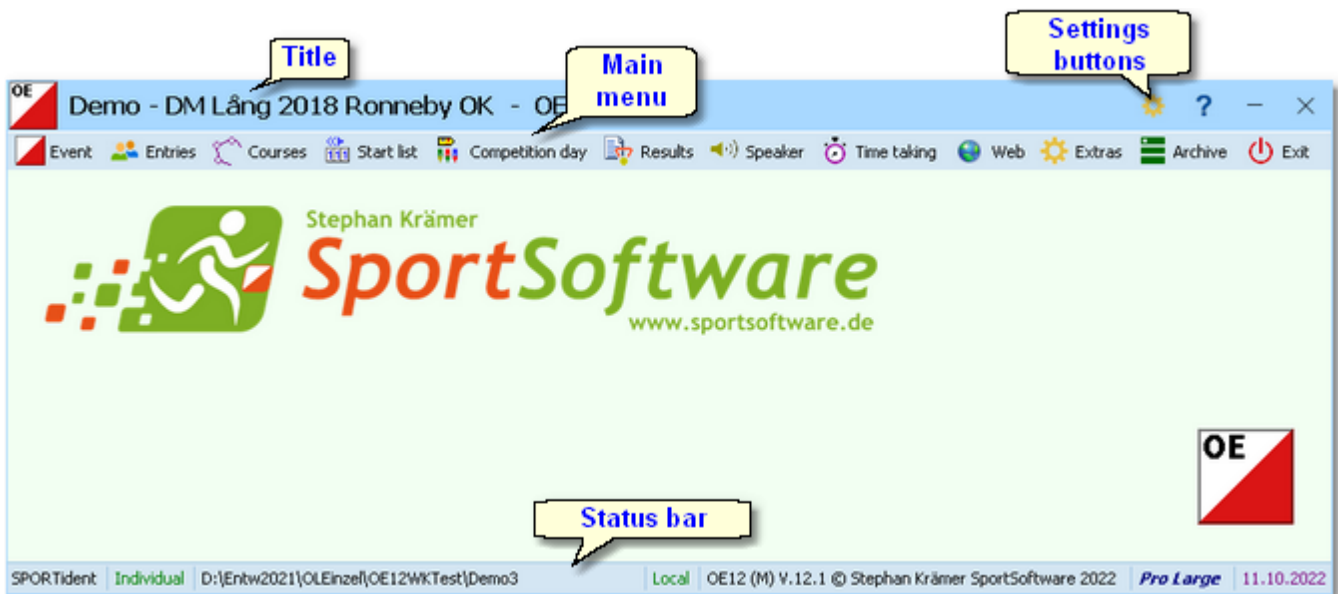 Settings
buttons
Title
Main
menu
OE
Demo - DM Lång 2018 Ronneby OK - OE
?
Event Entries Courses Start list Competition day Results Speaker Time taking Web Extras Archive Exit
Stephan Krämer
SportSoftware
www.sportsoftware.de
OE
Status bar
SPORTident Individual D:\Entw2021\OLEinzel\OE12WKTest\Demo3 Local OE12 (M) V.12.1 © Stephan Krämer SportSoftware 2022 Pro Large 11.10.2022